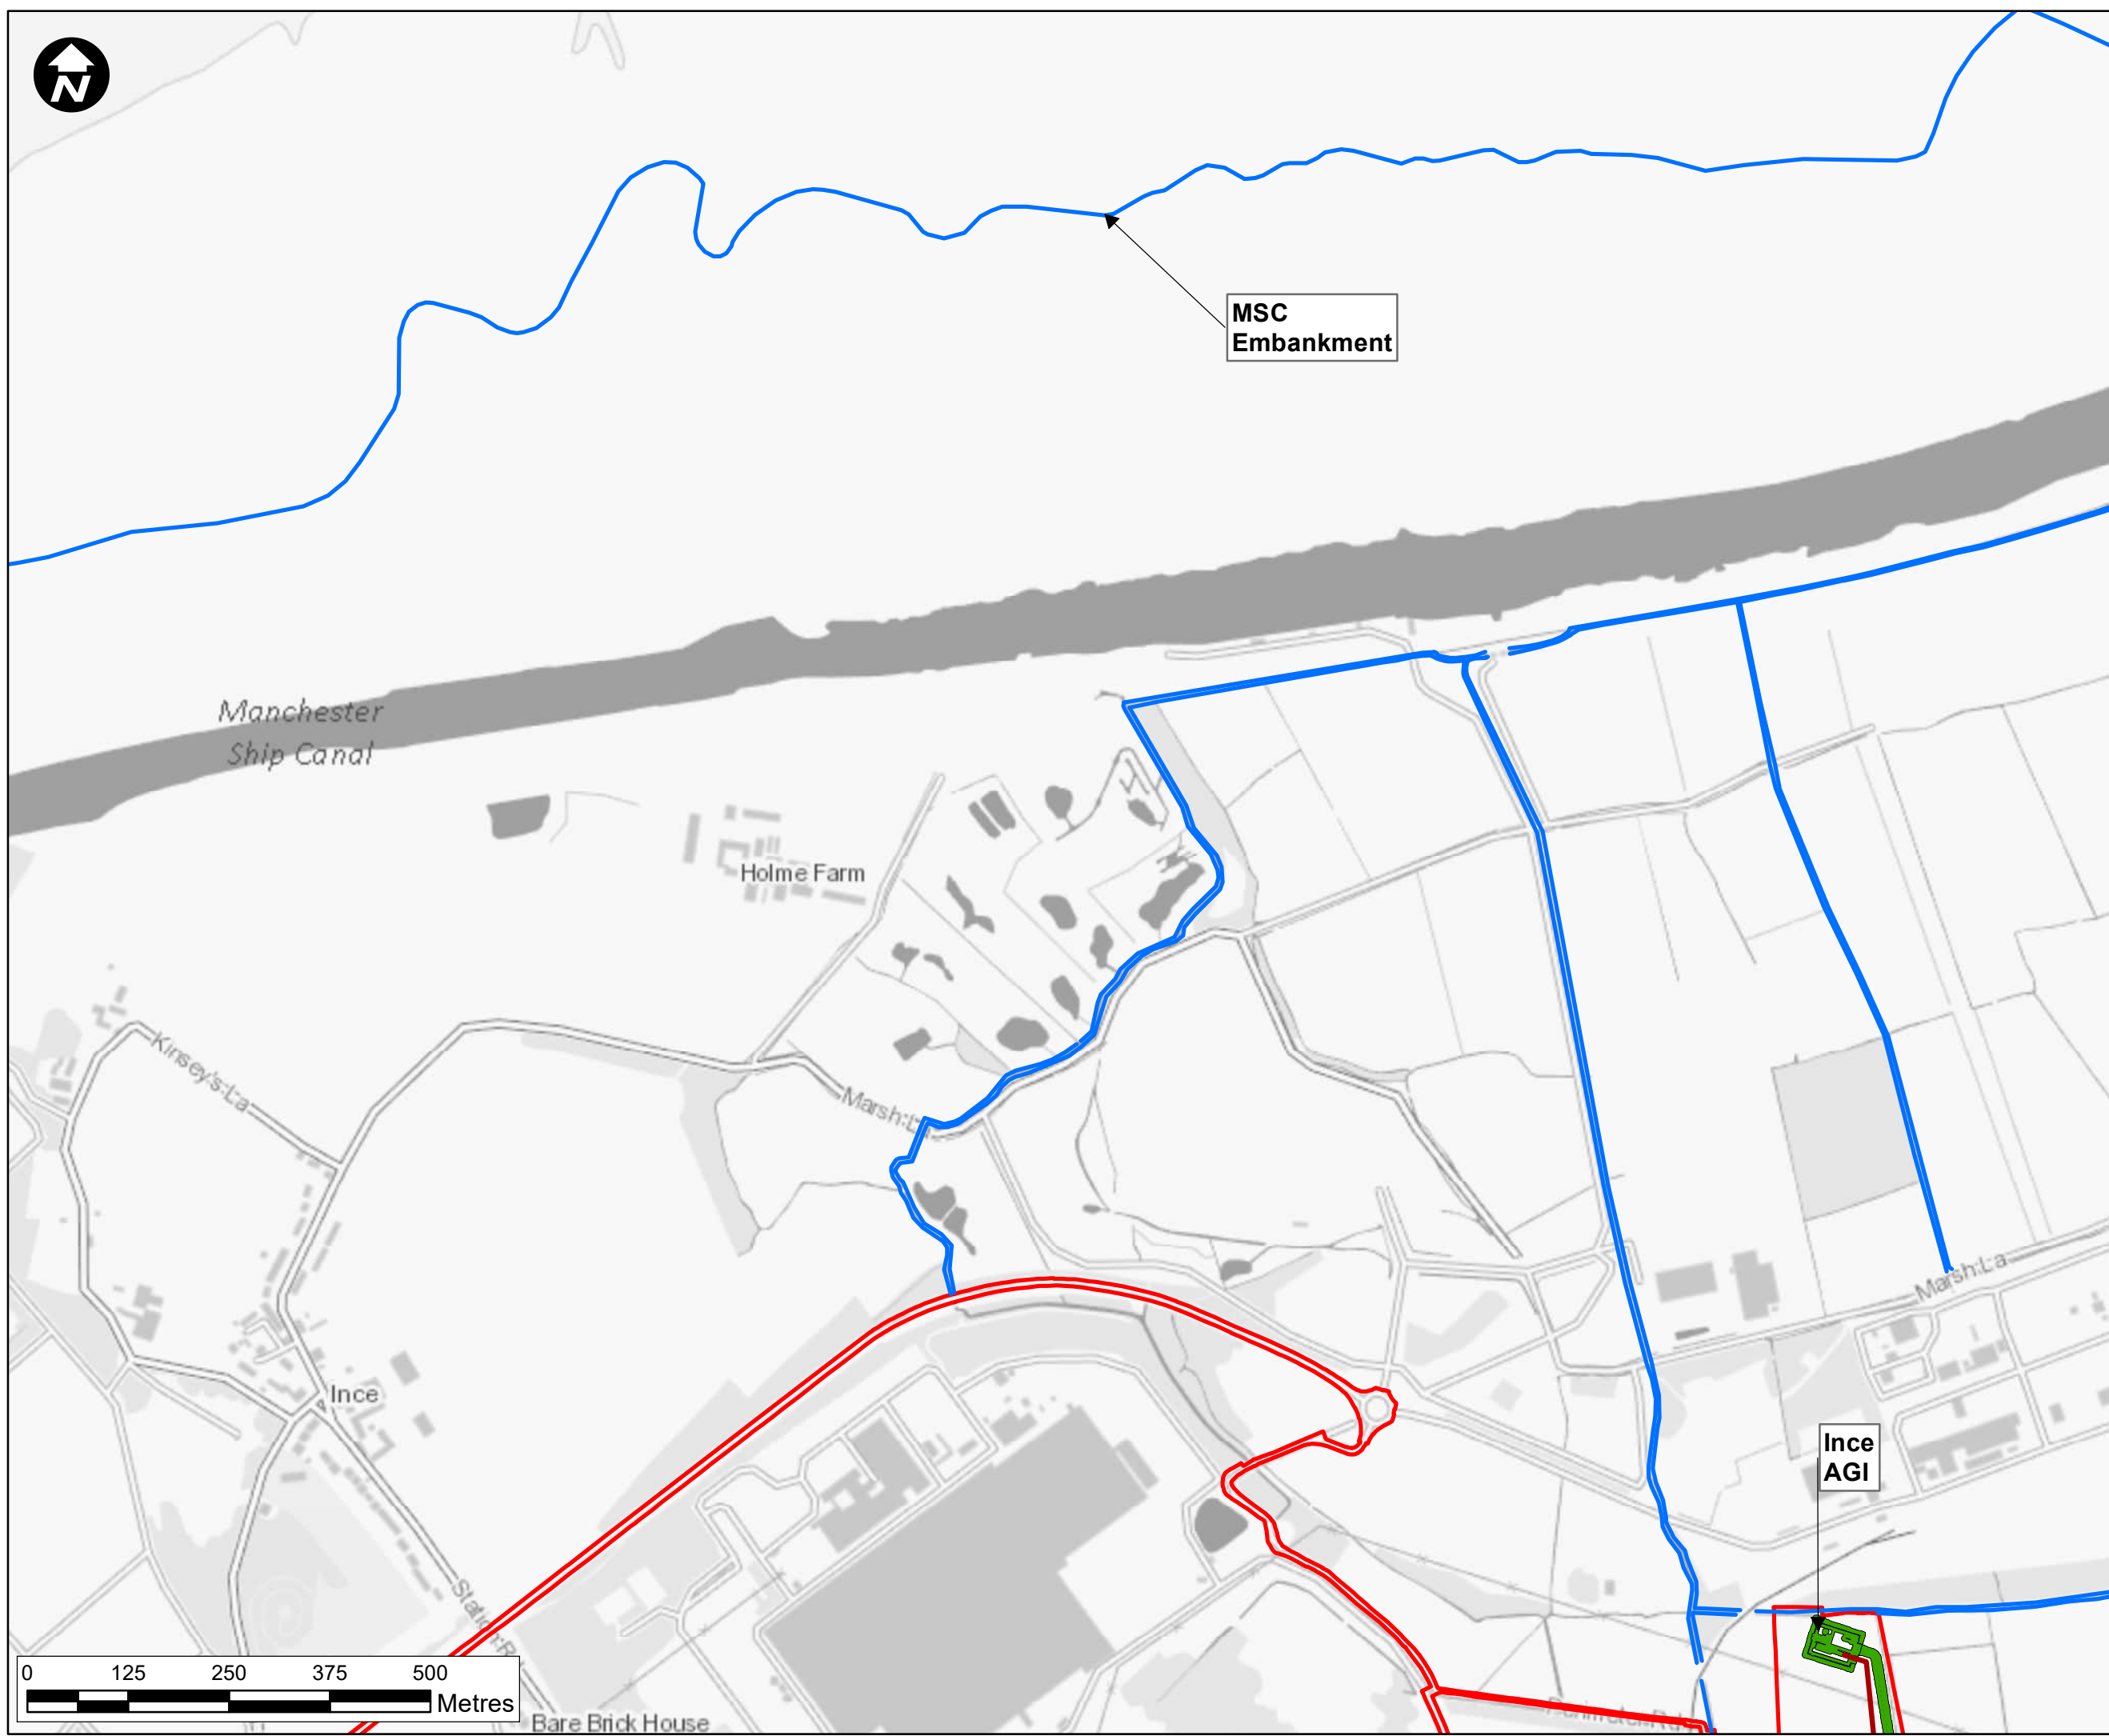 N
MSC
Embankment
Manchester
Ship Canal
Holme Farm
Kinsey's La
Marsh La
Marsh La
Ince
Ince
AGI
Station R
0 125 250 375 500
Metres
Bare Brick House